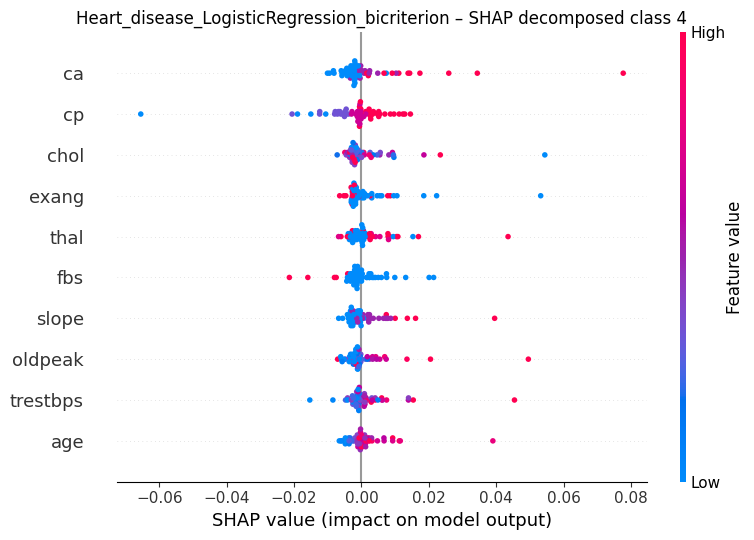 Heart_disease_LogisticRegression_bicriterion – SHAP decomposed class 4
High
ca
cp
chol
exang
thal
fbs
slope
oldpeak
trestbps
age
Feature value
Low
−0.06 −0.04 −0.02 0.00 0.02 0.04 0.06 0.08
SHAP value (impact on model output)